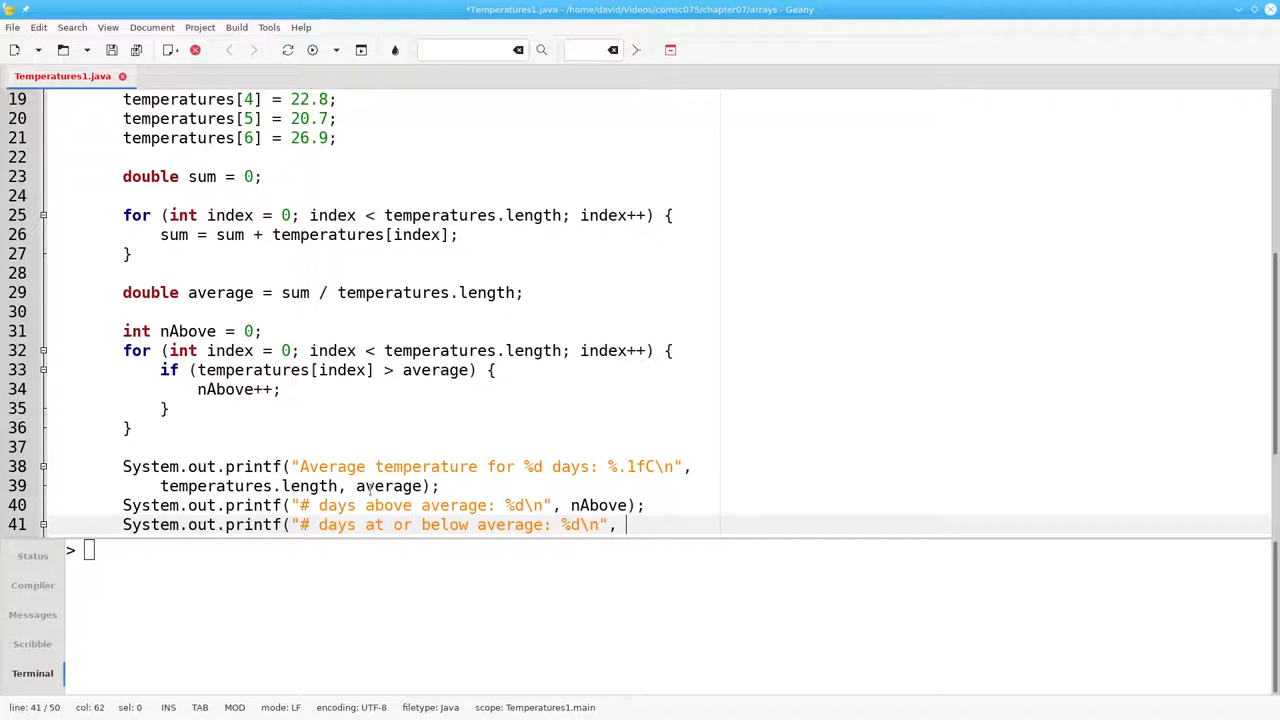 *Temperatures1.java - /home/david/Videos/comsc075/chapter07/arrays - Geany
File Edit Search View Document Project Build Tools Help
Temperatures1.java
19 temperatures[4] = 22.8;
20 temperatures[5] = 20.7;
21 temperatures[6] = 26.9;
22
23 double sum = 0;
24
25 for (int index = 0; index < temperatures.length; index++) {
26 sum = sum + temperatures[index];
27 }
28
29 double average = sum / temperatures.length;
30
31 int nAbove = 0;
32 for (int index = 0; index < temperatures.length; index++) {
33 if (temperatures[index] > average) {
34 nAbove++;
35 }
36 }
37
38 System.out.printf("Average temperature for %d days: %.1fC\n",
39 temperatures.length, average);
40 System.out.printf("# days above average: %d\n", nAbove);
41 System.out.printf("# days at or below average: %d\n",
Status
Compiler
Messages
Scribble
Terminal
>
line: 41 / 50 col: 62 sel: 0 INS TAB MOD mode: LF encoding: UTF-8 filetype: Java scope: Temperatures1.main